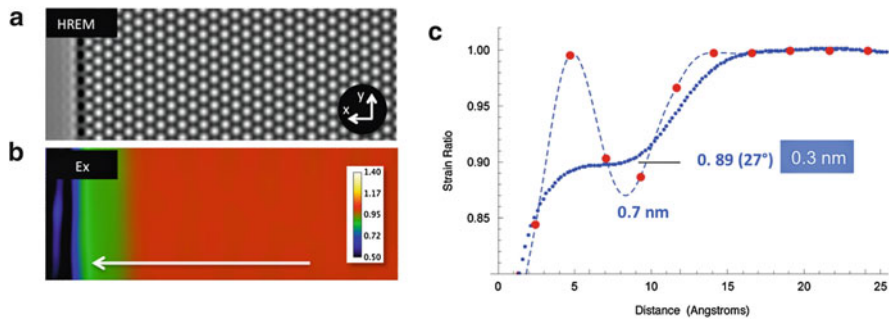 a
HREM
y
x
b
Ex
1.40
1.17
0.95
0.72
0.50
c
Strain Ratio
1.00
0.95
0.90
0.85
0.89 (27°)
0.3 nm
0.7 nm
0 5 10 15 20 25
Distance (Angstroms)